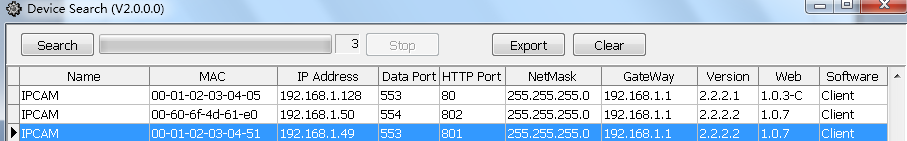 Device Search (V2.0.0.0)
Search 3 Stop Export Clear
Name MAC IP Address Data Port HTTP Port NetMask GateWay Version Web Software
IPCAM 00-01-02-03-04-05 192.168.1.128 553 80 255.255.255.0 192.168.1.1 2.2.2.1 1.0.3-C Client
IPCAM 00-60-6f-4d-61-e0 192.168.1.50 554 802 255.255.255.0 192.168.1.1 2.2.2.2 1.0.7 Client
IPCAM 00-01-02-03-04-51 192.168.1.49 553 801 255.255.255.0 192.168.1.1 2.2.2.2 1.0.7 Client